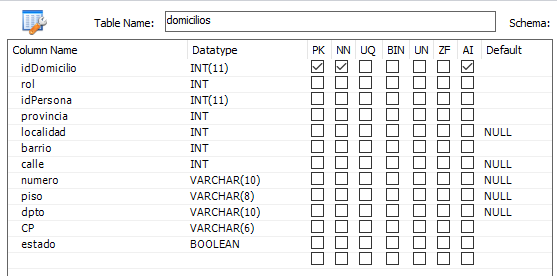 Table Name: domicilios Schema:
Column Name Datatype PK NN UQ BIN UN ZF AI Default
idDomicilio INT(11)
rol INT
idPersona INT(11)
provincia INT
localidad INT NULL
barrio INT
calle INT NULL
numero VARCHAR(10) NULL
piso VARCHAR(8) NULL
dpto VARCHAR(10) NULL
CP VARCHAR(6)
estado BOOLEAN